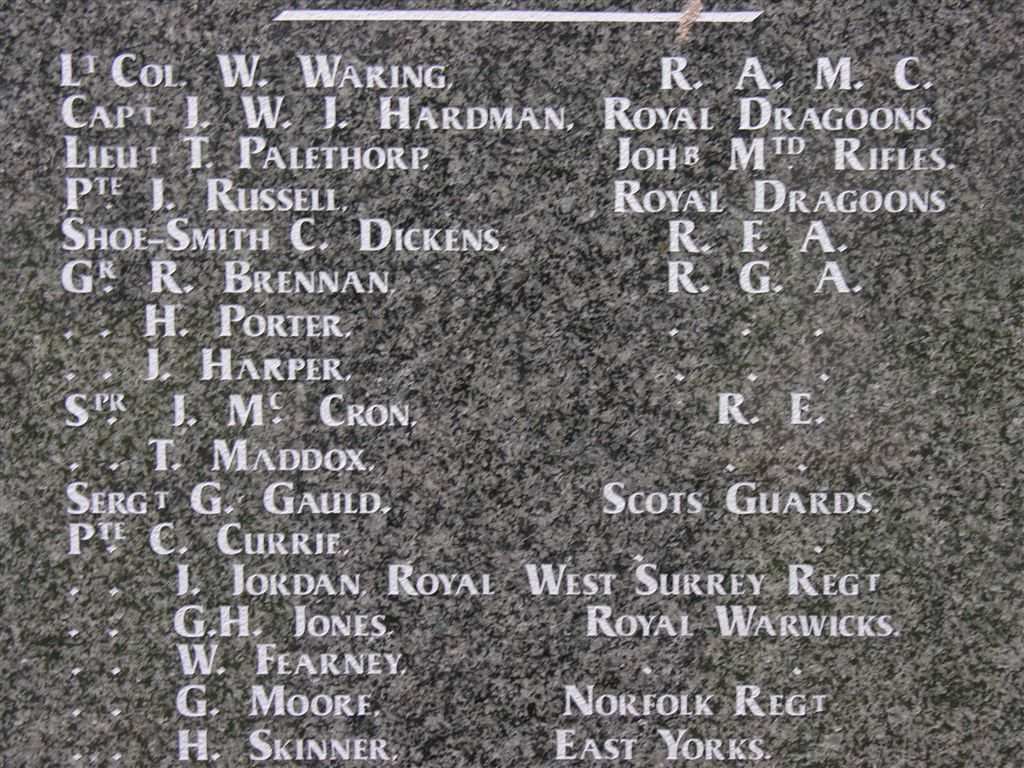 Lt Col. W. Waring, R. A. M. C.
Capt J. W. J. Hardman, Royal Dragoons
Lieut T. Palethorp. Johb Mtd Rifles.
Pte J. Russell, Royal Dragoons
Shoe-Smith C. Dickens, R. F. A.
Gr. R. Brennan, R. G. A.
. . H. Porter, . . .
. . J. Harper, . . .
Spr J. Mc. Cron, R. E.
. . T. Maddox, . .
Sergt G. Gauld. Scots Guards.
Pte. C. Currie, . .
. . J. Jordan, Royal West Surrey Regt
. . G.H. Jones, Royal Warwicks.
. . W. Fearney, . .
. . G. Moore, Norfolk Regt
. . H. Skinner, East Yorks.